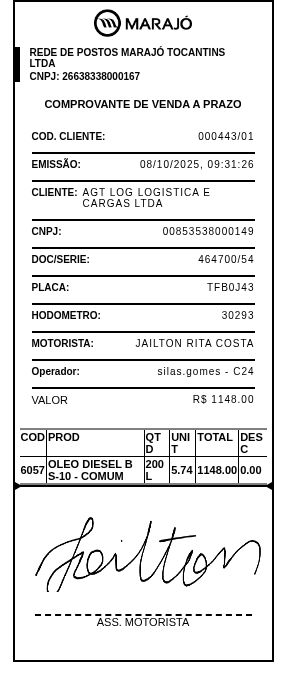 MARAJÓ
REDE DE POSTOS MARAJÓ TOCANTINS
LTDA
CNPJ: 26638338000167
COMPROVANTE DE VENDA A PRAZO
COD. CLIENTE: 000443/01
EMISSÃO: 08/10/2025, 09:31:26
CLIENTE: AGT LOG LOGISTICA E
CARGAS LTDA
CNPJ: 00853538000149
DOC/SERIE: 464700/54
PLACA: TFB0J43
HODOMETRO: 30293
MOTORISTA: JAILTON RITA COSTA
Operador: silas.gomes - C24
VALOR R$ 1148.00
COD PROD QT UNI TOTAL DES
D T C
6057 OLEO DIESEL B 200 5.74 1148.00 0.00
S-10 - COMUM L
Jailton
ASS. MOTORISTA